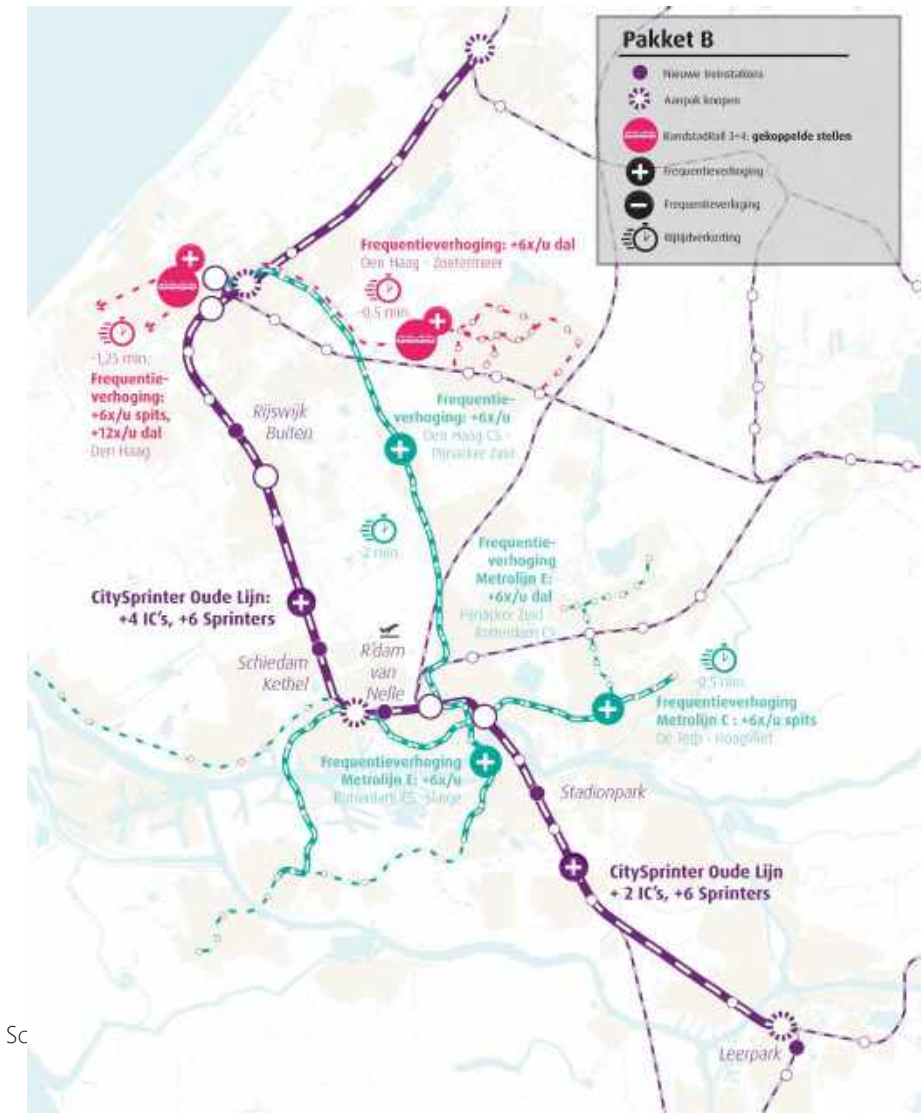 Pakket B
Nieuwe treinstations
Aanpak knopen
RandstadRail 3+4: gekoppelde stellen
Frequentieverhoging
Frequentieverlaging
Rijtijdverkorting
Frequentieverhoging: +6x/u dal
Den Haag - Zoetermeer
-0,5 min.
-1,25 min.
Frequentie-
verhoging:
+6x/u spits,
+12x/u dal
Den Haag
Rijswijk
Buiten
Frequentie-
verhoging: +6x/u
Den Haag CS -
Pijnacker Zuid
-2 min.
Frequentie-
verhoging
Metrolijn E:
+6x/u dal
Pijnacker Zuid -
Rotterdam CS
CitySprinter Oude Lijn:
+4 IC's, +6 Sprinters
Schiedam
Kethel
R'dam
van
Nelle
-0,5 min.
Frequentieverhoging
Metrolijn C : +6x/u spits
De Terp - Hoogvliet
Frequentieverhoging
Metrolijn E: +6x/u
Rotterdam CS -Slinge
Stadionpark
CitySprinter Oude Lijn
+ 2 IC's, +6 Sprinters
Sc
Leerpark